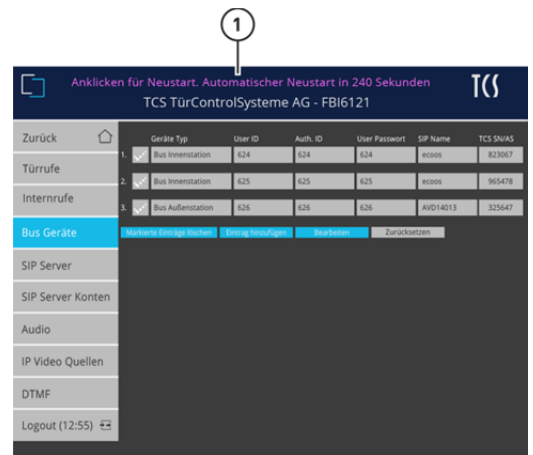 1
Anklicken für Neustart. Automatischer Neustart in 240 Sekunden
TCS TürControlSysteme AG - FBI6121
TCS
Zurück
Türrufe
Internrufe
Bus Geräte
SIP Server
SIP Server Konten
Audio
IP Video Quellen
DTMF
Logout (12:55)
Geräte Typ User ID Auth. ID User Passwort SIP Name TCS SN/AS
1. Bus Innenstation 624 624 624 ecoos 823067
2. Bus Innenstation 625 625 625 ecoos 965478
3. Bus Außenstation 626 626 626 AVD14013 325647
Markierte Einträge löschen Eintrag hinzufügen Bearbeiten Zurücksetzen